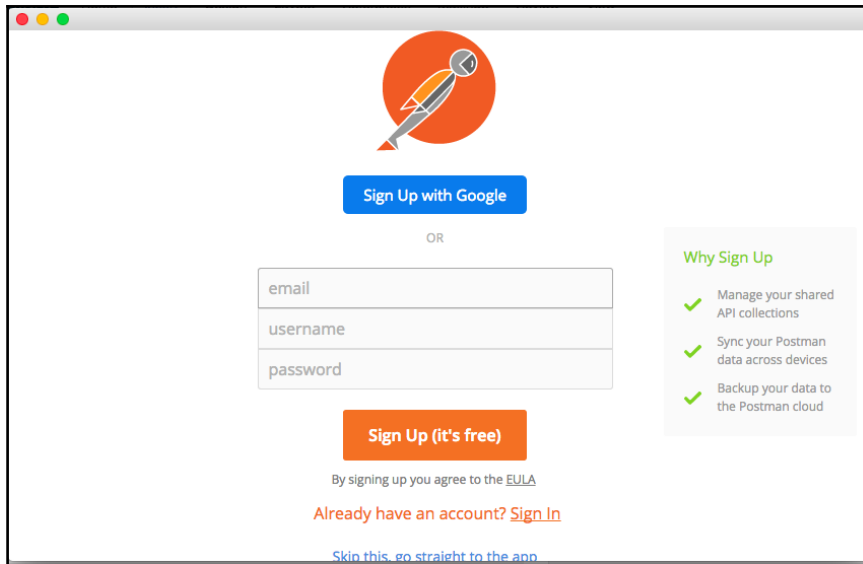 Sign Up with Google
OR
email
username
password
Sign Up (it's free)
By signing up you agree to the EULA
Already have an account? Sign In
Skip this, go straight to the app
Why Sign Up
Manage your shared
API collections
Sync your Postman
data across devices
Backup your data to
the Postman cloud